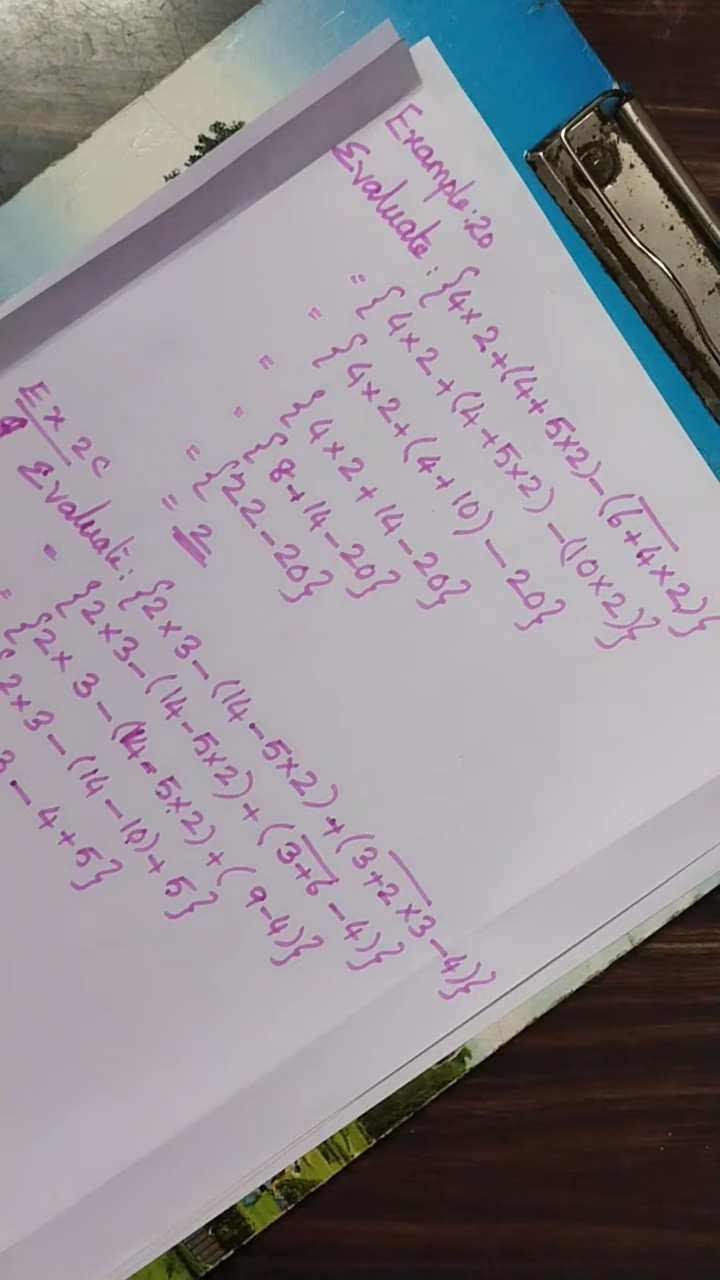 Example: 20
Evaluate: {4×2+(4+5×2)-(6̅+̅4̅×2)}
= {4×2+(4+5×2)-(10×2)}
= {4×2+(4+10)-20}
= {4×2+14-20}
= {8+14-20}
= {22-20}
= 2
Ex 2c
Evaluate: {2×3-(14-5×2)+(3̅+̅2̅×̅3̅-4)}
= {2×3-(14-5×2)+(3̅+̅6̅-4)}
= {2×3-(14-5×2)+(9-4)}
2×3-(14-10)+5}
3-4+5}